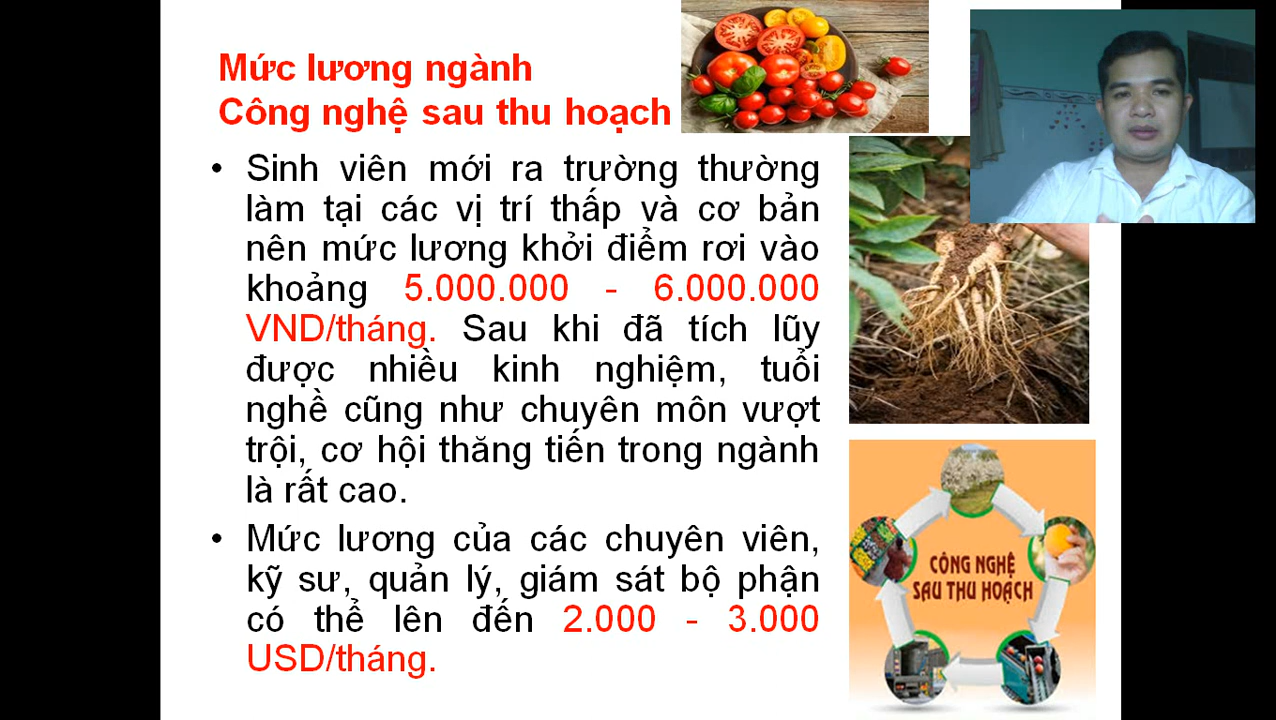 Mức lương ngành
Công nghệ sau thu hoạch
• Sinh viên mới ra trường thường
làm tại các vị trí thấp và cơ bản
nên mức lương khởi điểm rơi vào
khoảng 5.000.000 - 6.000.000
VND/tháng. Sau khi đã tích lũy
được nhiều kinh nghiệm, tuổi
nghề cũng như chuyên môn vượt
trội, cơ hội thăng tiến trong ngành
là rất cao.
• Mức lương của các chuyên viên,
kỹ sư, quản lý, giám sát bộ phận
có thể lên đến 2.000 - 3.000
USD/tháng.
CÔNG NGHỆ
SAU THU HOẠCH